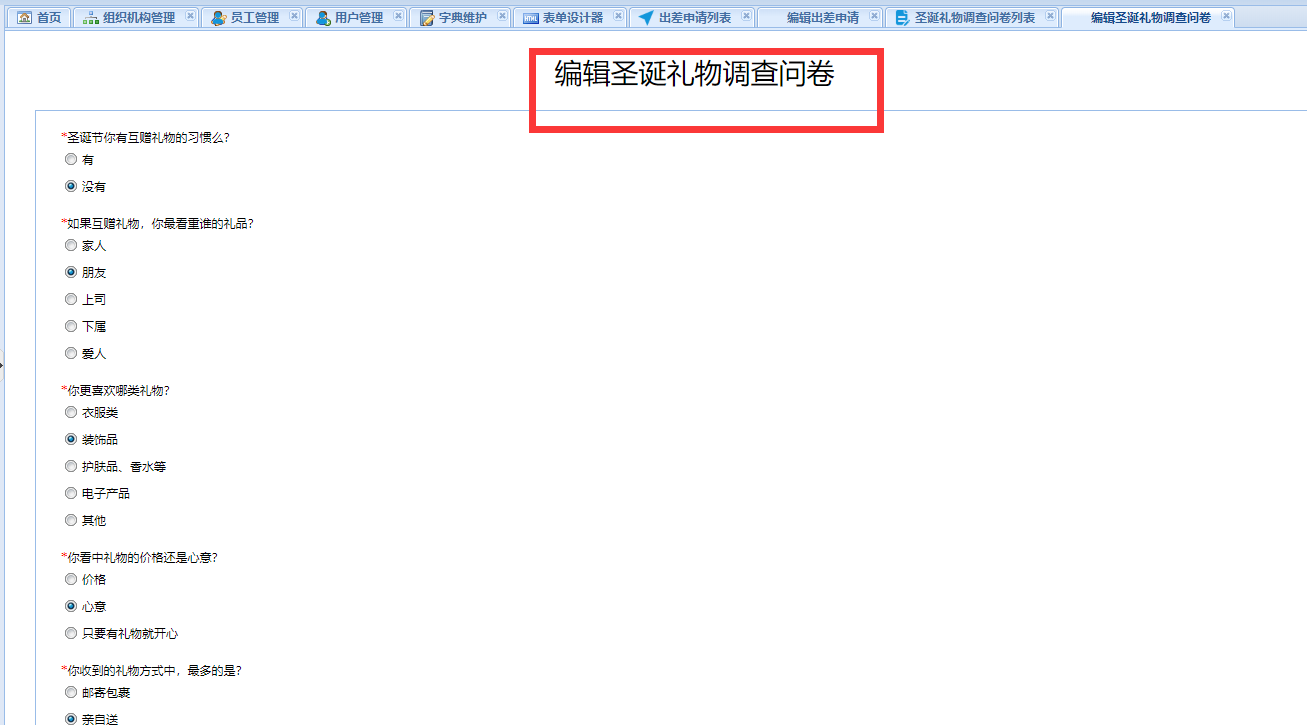 首页 组织机构管理 员工管理 用户管理 字典维护 HTML 表单设计器 出差申请列表 编辑出差申请 圣诞礼物调查问卷列表 编辑圣诞礼物调查问卷
编辑圣诞礼物调查问卷
*圣诞节你有互赠礼物的习惯么?
有
没有
*如果互赠礼物，你最看重谁的礼品?
家人
朋友
上司
下属
爱人
*你更喜欢哪类礼物?
衣服类
装饰品
护肤品、香水等
电子产品
其他
*你看中礼物的价格还是心意?
价格
心意
只要有礼物就开心
*你收到的礼物方式中，最多的是?
邮寄包裹
亲自送